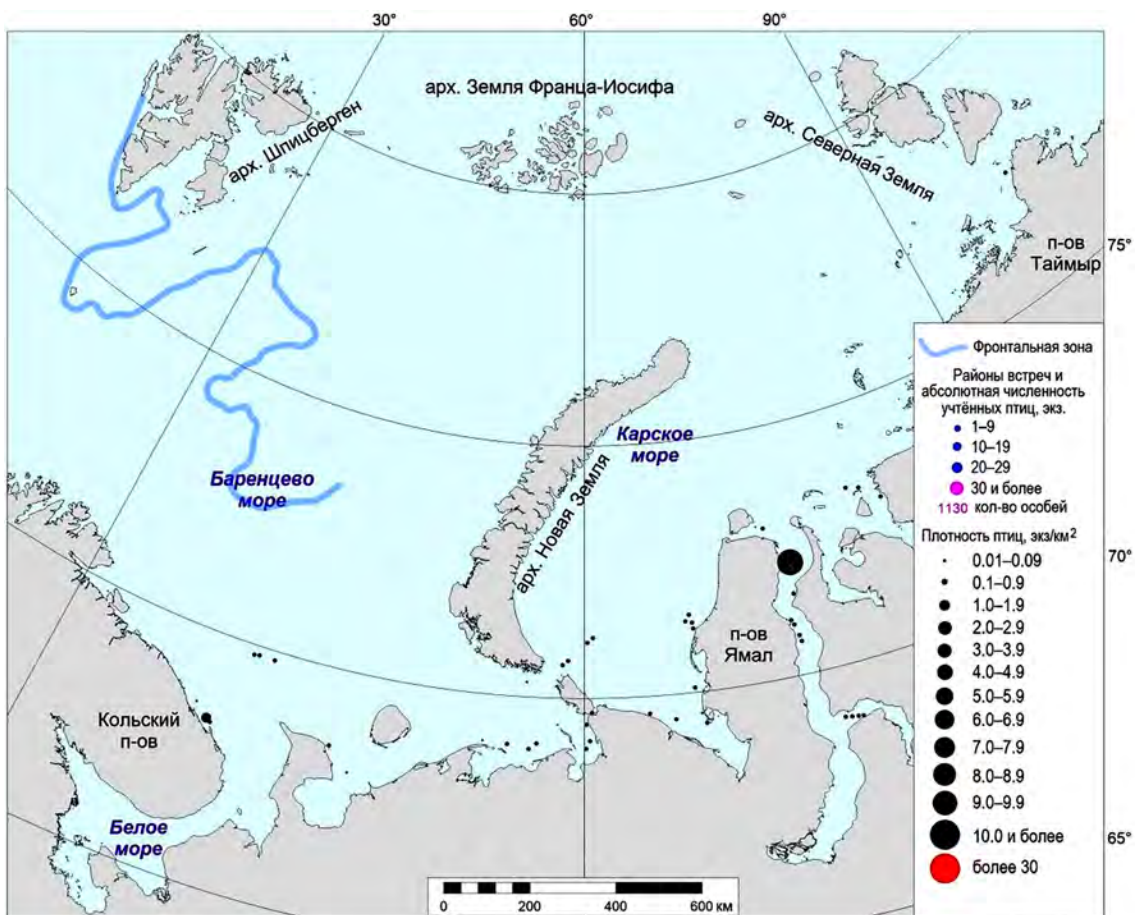 30°
60°
90°
арх. Земля Франца-Иосифа
арх. Шпицберген
арх. Северная Земля
75°
п-ов
Таймыр
Фронтальная зона
Районы встреч и
абсолютная численность
учтённых птиц, экз.
1–9
10–19
20–29
30 и более
1130 кол-во особей
Плотность птиц, экз/км²
0.01–0.09
0.1–0.9
1.0–1.9
2.0–2.9
3.0–3.9
4.0–4.9
5.0–5.9
6.0–6.9
7.0–7.9
8.0–8.9
9.0–9.9
10.0 и более
более 30
Карское
море
Баренцево
море
арх. Новая Земля
70°
п-ов
Ямал
Кольский
п-ов
Белое
море
65°
0
200
400
600 км